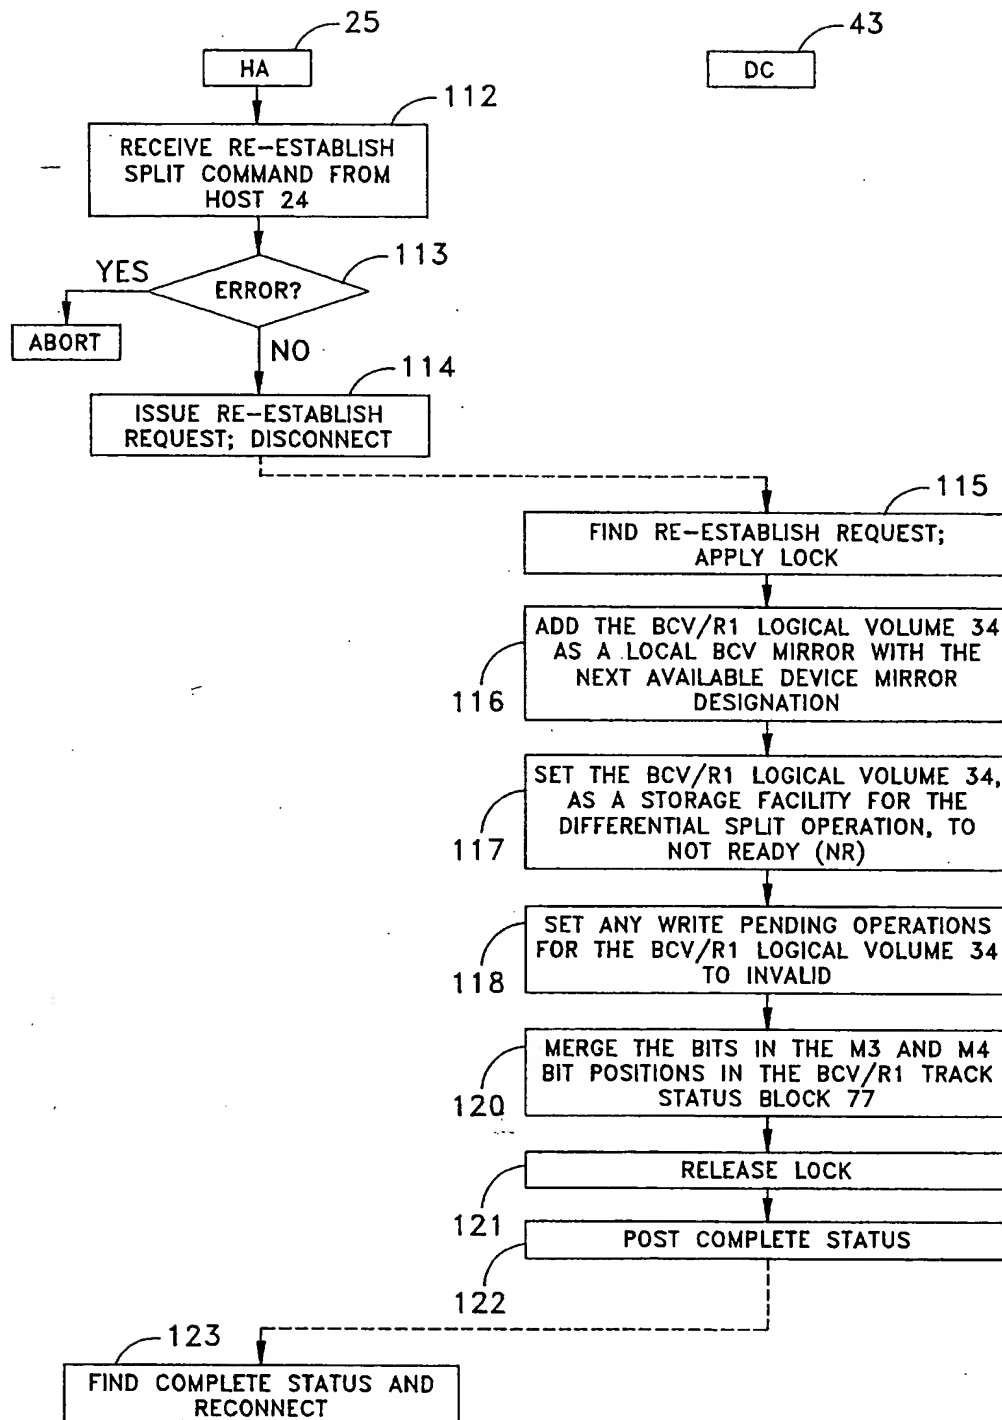 25
HA
43
DC
112
RECEIVE RE-ESTABLISH
SPLIT COMMAND FROM
HOST 24
113
ERROR?
YES
ABORT
NO
114
ISSUE RE-ESTABLISH
REQUEST; DISCONNECT
115
FIND RE-ESTABLISH REQUEST;
APPLY LOCK
116
ADD THE BCV/R1 LOGICAL VOLUME 34
AS A LOCAL BCV MIRROR WITH THE
NEXT AVAILABLE DEVICE MIRROR
DESIGNATION
117
SET THE BCV/R1 LOGICAL VOLUME 34,
AS A STORAGE FACILITY FOR THE
DIFFERENTIAL SPLIT OPERATION, TO
NOT READY (NR)
118
SET ANY WRITE PENDING OPERATIONS
FOR THE BCV/R1 LOGICAL VOLUME 34
TO INVALID
120
MERGE THE BITS IN THE M3 AND M4
BIT POSITIONS IN THE BCV/R1 TRACK
STATUS BLOCK 77
121
RELEASE LOCK
122
POST COMPLETE STATUS
123
FIND COMPLETE STATUS AND
RECONNECT